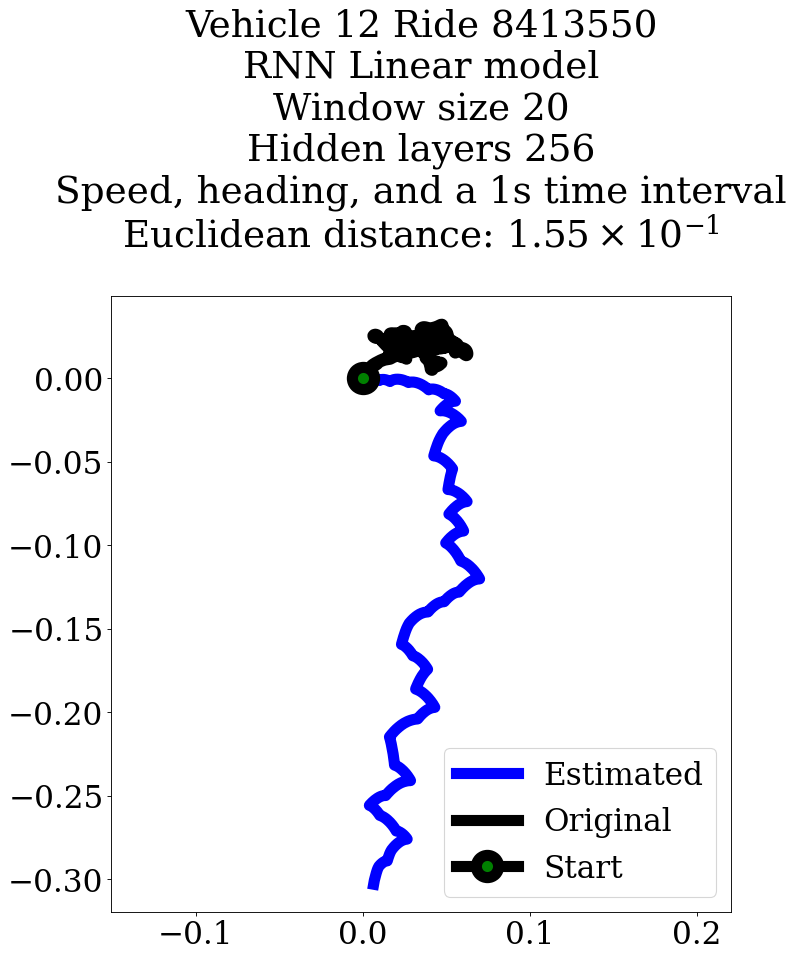 Vehicle 12 Ride 8413550
RNN Linear model
Window size 20
Hidden layers 256
Speed, heading, and a 1s time interval
Euclidean distance: 1.55 × 10⁻¹
0.00
−0.05
−0.10
−0.15
−0.20
−0.25
−0.30
Estimated
Original
Start
−0.1 0.0 0.1 0.2